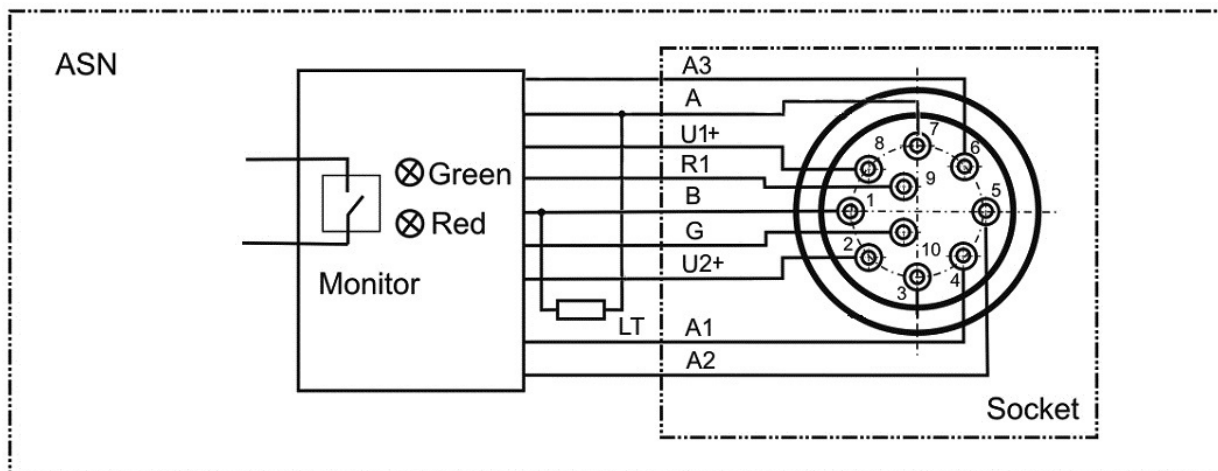 ASN
A3
A
7
U1+
8
6
Green
R1
9
5
Red
B
1
G
2
10
U2+
Monitor
3
4
LT
A1
A2
Socket